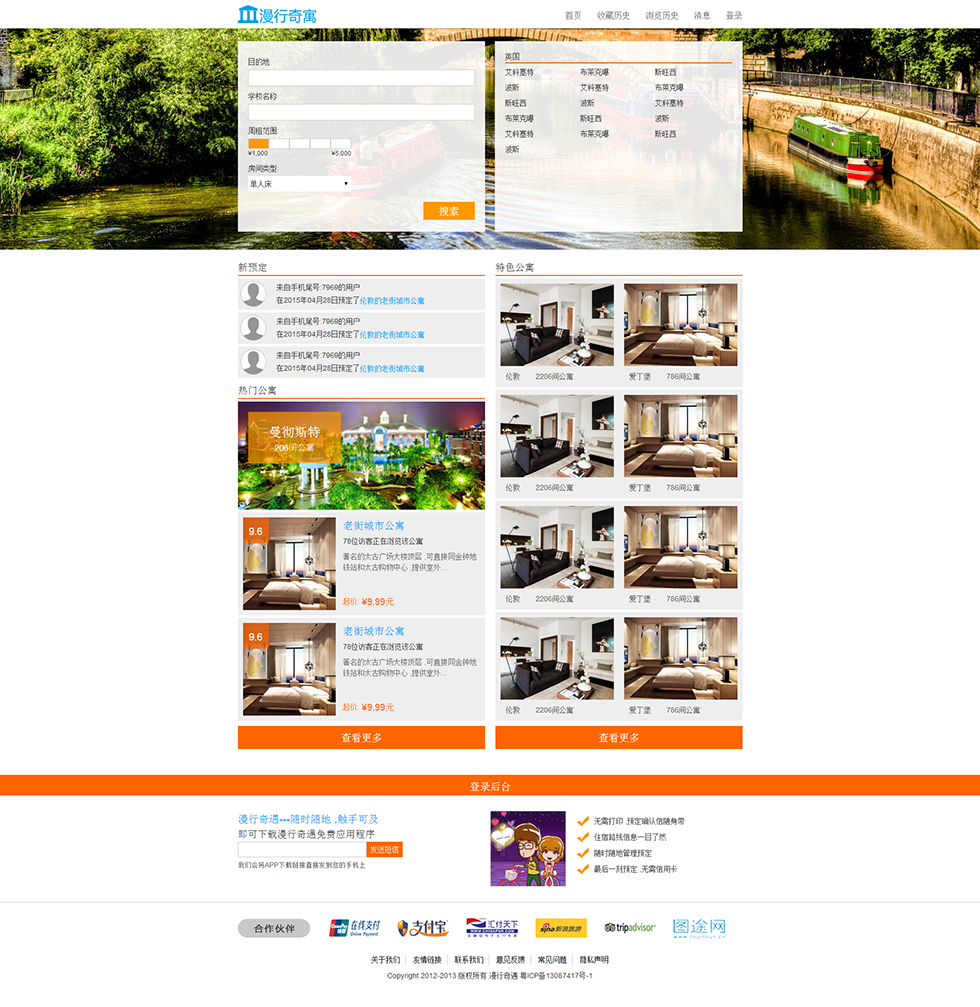 漫行奇寓
首页 收藏历史 浏览历史 消息 登录
目的地
学校名称
周租范围
¥1,000 ¥5,000
房间类型:
单人床
搜索
英国
艾科塞特 布莱克曝 斯旺西
波斯 艾科塞特 布莱克曝
斯旺西 波斯 艾科塞特
布莱克曝 斯旺西 波斯
艾科塞特 布莱克曝 斯旺西
波斯
新预定
来自手机尾号:7969的用户
在2015年04月28日预定了伦敦的老街城市公寓
来自手机尾号:7969的用户
在2015年04月28日预定了伦敦的老街城市公寓
来自手机尾号:7969的用户
在2015年04月28日预定了伦敦的老街城市公寓
热门公寓
曼彻斯特
206间公寓
9.6
老街城市公寓
78位访客正在浏览该公寓
著名的太古广场大楼顶层 ,可直接同金钟地
铁站和太古购物中心 ,提供室外...
起价: ¥9.99元
9.6
老街城市公寓
78位访客正在浏览该公寓
著名的太古广场大楼顶层 ,可直接同金钟地
铁站和太古购物中心 ,提供室外...
起价: ¥9.99元
查看更多
特色公寓
伦敦 2206间公寓 爱丁堡 786间公寓
伦敦 2206间公寓 爱丁堡 786间公寓
伦敦 2206间公寓 爱丁堡 786间公寓
伦敦 2206间公寓 爱丁堡 786间公寓
查看更多
登录后台
漫行奇遇---随时随地 ,触手可及
即可下载漫行奇遇免费应用程序
发送短信
我们会将APP下载链接直接发到您的手机上
无需打印 .预定确认信随身带
住宿路线信息一目了然
随时随地管理预定
最后一刻预定 .无需信用卡
合作伙伴
在线支付
Online Payment
支付宝
汇付天下
sina新浪旅游
tripadvisor
图途网
关于我们 友情链接 联系我们 意见反馈 常见问题 隐私声明
Copyright 2012-2013 版权所有 漫行奇遇 粤ICP备13087417号-1